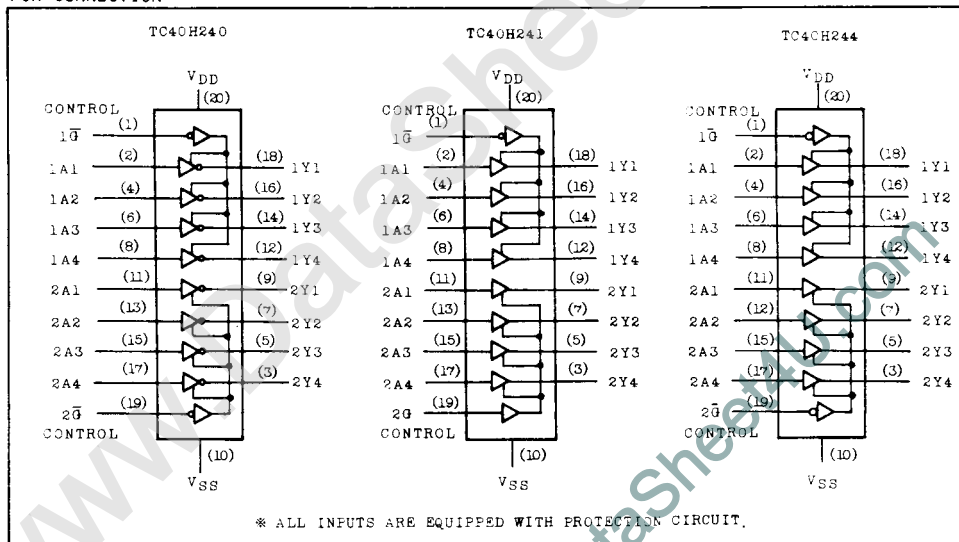 TC40H240 TC40H241 TC40H244
VDD VDD VDD
(20) (20) (20)
CONTROL CONTROL CONTROL
1G̅ (1) 1G̅ (1) 1G̅ (1)
1A1 (2) (18) 1Y1 1A1 (2) (18) 1Y1 1A1 (2) (18) 1Y1
1A2 (4) (16) 1Y2 1A2 (4) (16) 1Y2 1A2 (4) (16) 1Y2
1A3 (6) (14) 1Y3 1A3 (6) (14) 1Y3 1A3 (6) (14) 1Y3
1A4 (8) (12) 1Y4 1A4 (8) (12) 1Y4 1A4 (8) (12) 1Y4
2A1 (11) (9) 2Y1 2A1 (11) (9) 2Y1 2A1 (11) (9) 2Y1
2A2 (13) (7) 2Y2 2A2 (13) (7) 2Y2 2A2 (12) (7) 2Y2
2A3 (15) (5) 2Y3 2A3 (15) (5) 2Y3 2A3 (15) (5) 2Y3
2A4 (17) (3) 2Y4 2A4 (17) (3) 2Y4 2A4 (17) (3) 2Y4
2G̅ (19) 2G (19) 2G̅ (19)
CONTROL CONTROL CONTROL
(10) (10) (10)
VSS VSS VSS
※ ALL INPUTS ARE EQUIPPED WITH PROTECTION CIRCUIT.
www.DataShee
taSheet4U.com